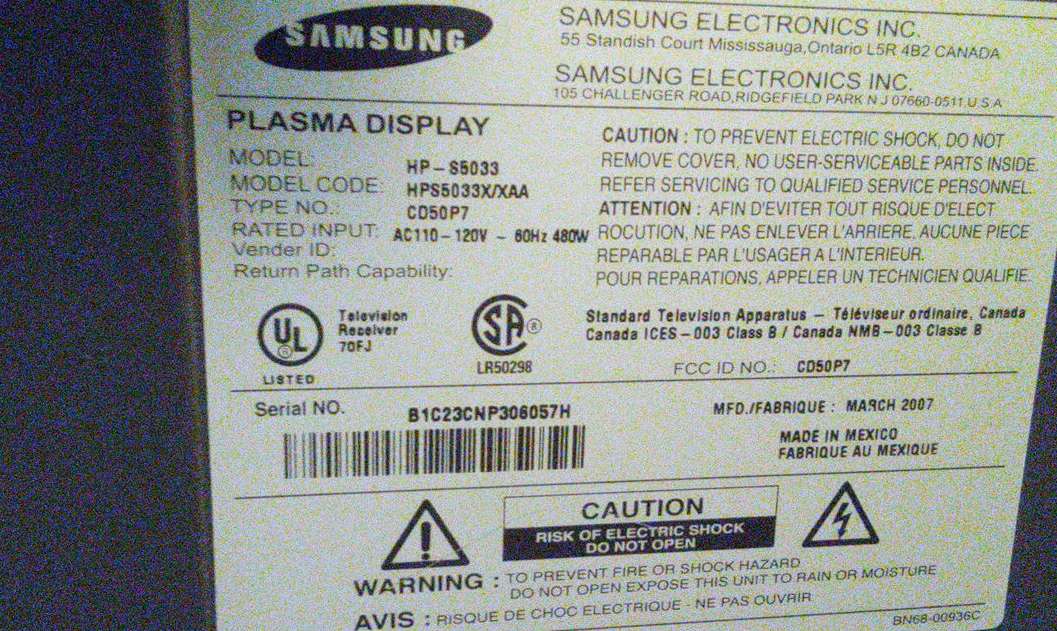 SAMSUNG
SAMSUNG ELECTRONICS INC.
55 Standish Court Mississauga,Ontario L5R 4B2 CANADA
SAMSUNG ELECTRONICS INC.
105 CHALLENGER ROAD,RIDGEFIELD PARK N J 07660-0511,U.S.A
PLASMA DISPLAY
MODEL: HP-S5033
MODEL CODE: HPS5033X/XAA
TYPE NO.: CD50P7
RATED INPUT: AC110-120V ~ 60Hz 480W
Vender ID:
Return Path Capability:
CAUTION : TO PREVENT ELECTRIC SHOCK, DO NOT
REMOVE COVER, NO USER-SERVICEABLE PARTS INSIDE.
REFER SERVICING TO QUALIFIED SERVICE PERSONNEL.
ATTENTION : AFIN D'EVITER TOUT RISQUE D'ELECT
ROCUTION, NE PAS ENLEVER L'ARRIERE, AUCUNE PIECE
REPARABLE PAR L'USAGER A L'INTERIEUR.
POUR REPARATIONS, APPELER UN TECHNICIEN QUALIFIE.
UL®
LISTED
Television
Receiver
70FJ
SA®
LR50298
Standard Television Apparatus – Téléviseur ordinaire, Canada
Canada ICES-003 Class B / Canada NMB-003 Classe B
FCC ID NO.: CD50P7
Serial NO. B1C23CNP306057H
MFD./FABRIQUE : MARCH 2007
MADE IN MEXICO
FABRIQUE AU MEXIQUE
CAUTION
RISK OF ELECTRIC SHOCK
DO NOT OPEN
WARNING : TO PREVENT FIRE OR SHOCK HAZARD
DO NOT OPEN EXPOSE THIS UNIT TO RAIN OR MOISTURE
AVIS : RISQUE DE CHOC ELECTRIQUE - NE PAS OUVRIR
BN68-00936C